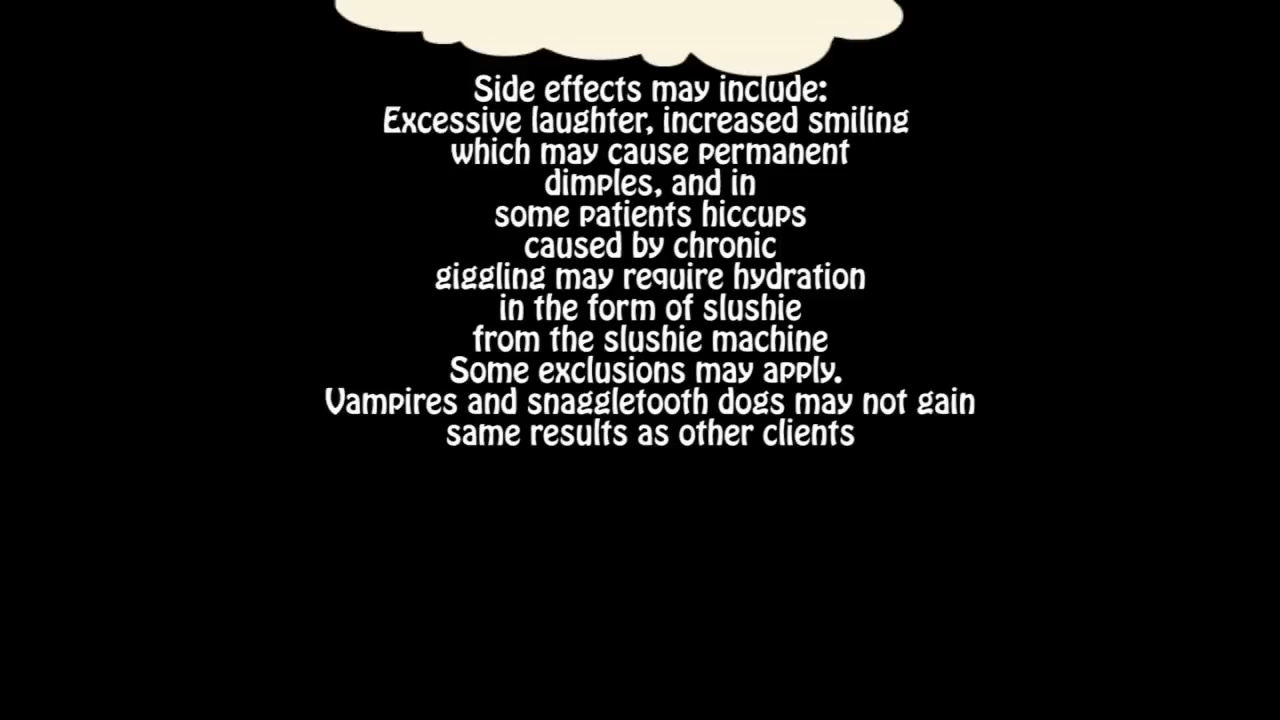 Side effects may include:
Excessive laughter, increased smiling
which may cause permanent
dimples, and in
some patients hiccups
caused by chronic
giggling may require hydration
in the form of slushie
from the slushie machine
Some exclusions may apply.
Vampires and snaggletooth dogs may not gain
same results as other clients